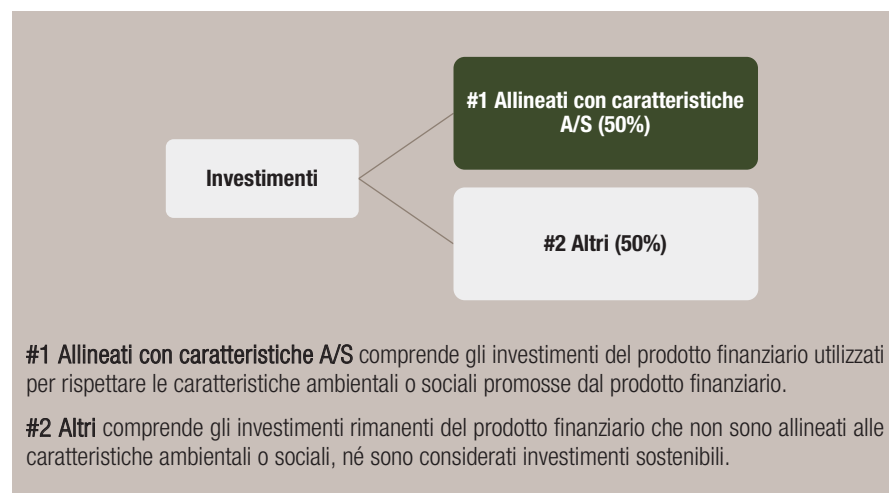 #1 Allineati con caratteristiche
A/S (50%)
Investimenti
#2 Altri (50%)
#1 Allineati con caratteristiche A/S comprende gli investimenti del prodotto finanziario utilizzati
per rispettare le caratteristiche ambientali o sociali promosse dal prodotto finanziario.
#2 Altri comprende gli investimenti rimanenti del prodotto finanziario che non sono allineati alle
caratteristiche ambientali o sociali, né sono considerati investimenti sostenibili.